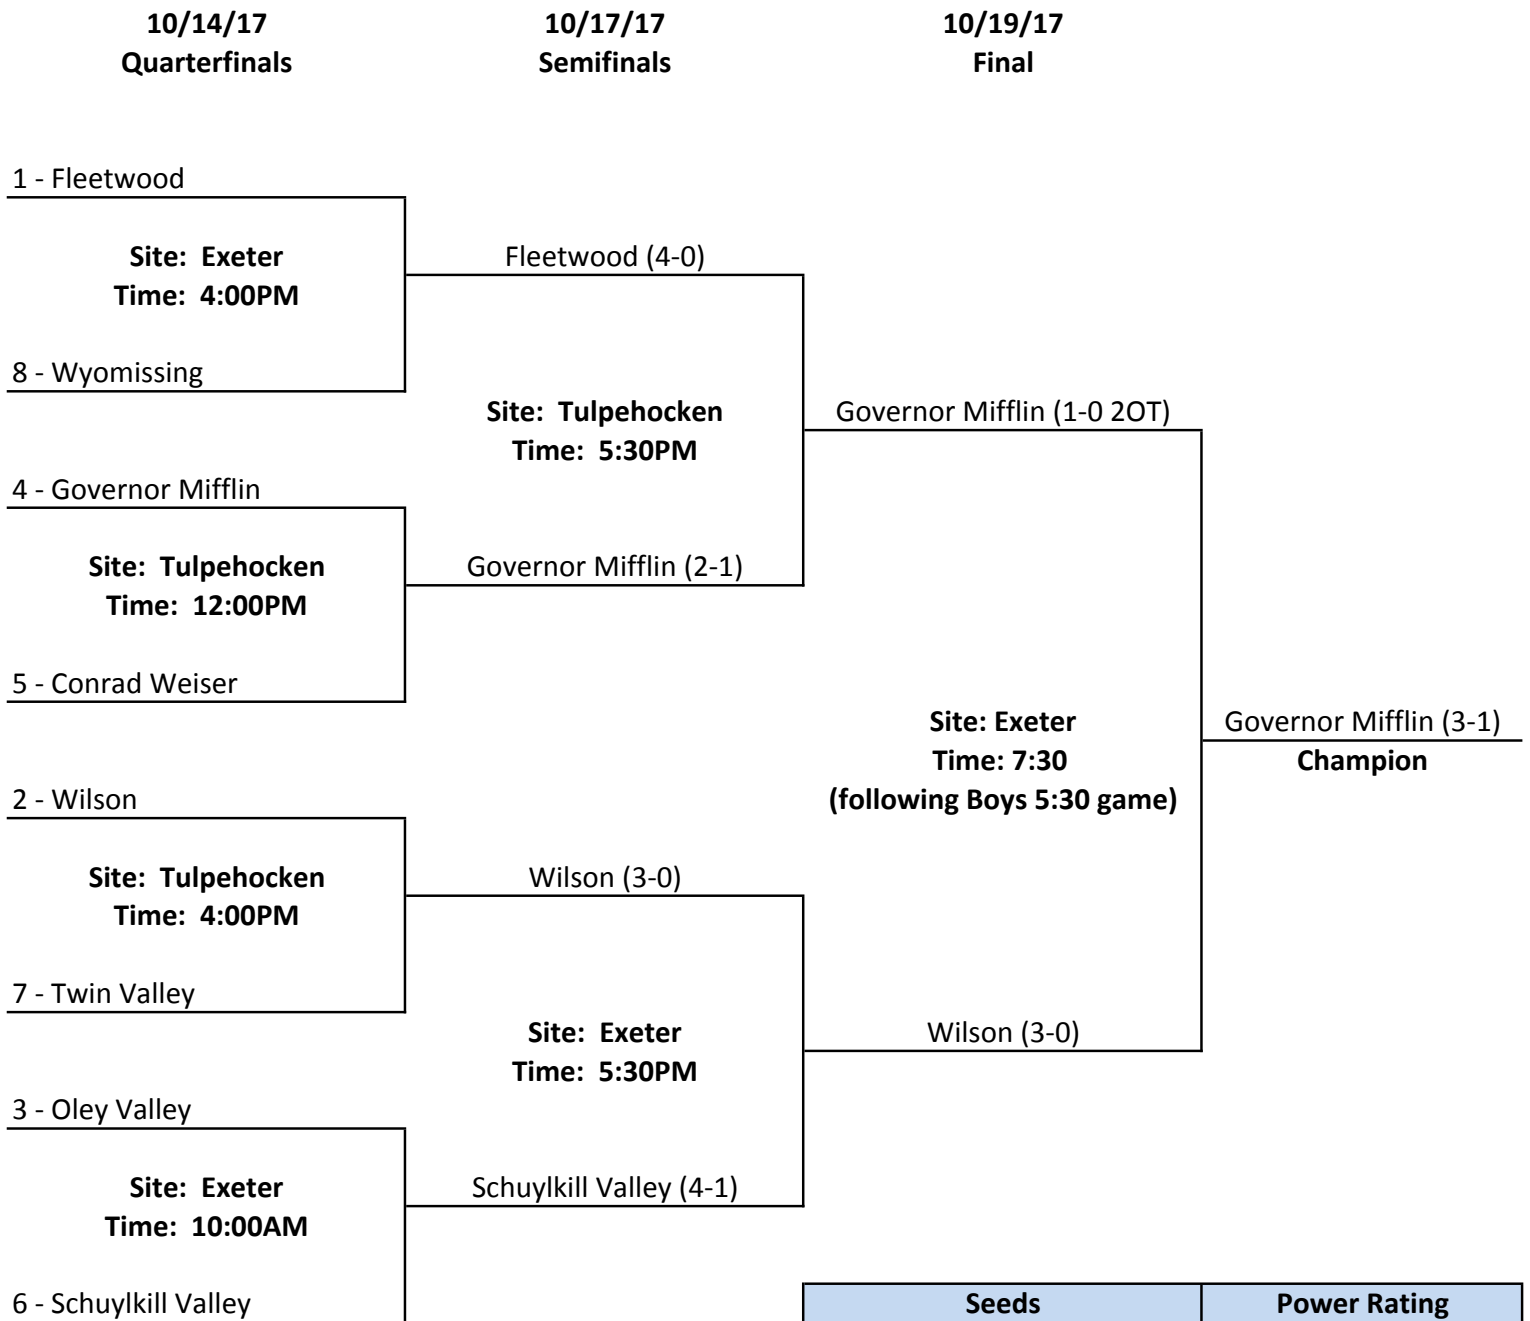 10/14/17 10/17/17 10/19/17
Quarterfinals Semifinals Final
1 - Fleetwood
Site: Exeter Fleetwood (4-0)
Time: 4:00PM
8 - Wyomissing
Site: Tulpehocken Governor Mifflin (1-0 2OT)
Time: 5:30PM
4 - Governor Mifflin
Site: Tulpehocken Governor Mifflin (2-1)
Time: 12:00PM
5 - Conrad Weiser
Site: Exeter Governor Mifflin (3-1)
Time: 7:30 Champion
2 - Wilson (following Boys 5:30 game)
Site: Tulpehocken Wilson (3-0)
Time: 4:00PM
7 - Twin Valley
Site: Exeter Wilson (3-0)
Time: 5:30PM
3 - Oley Valley
Site: Exeter Schuylkill Valley (4-1)
Time: 10:00AM
6 - Schuylkill Valley Seeds Power Rating